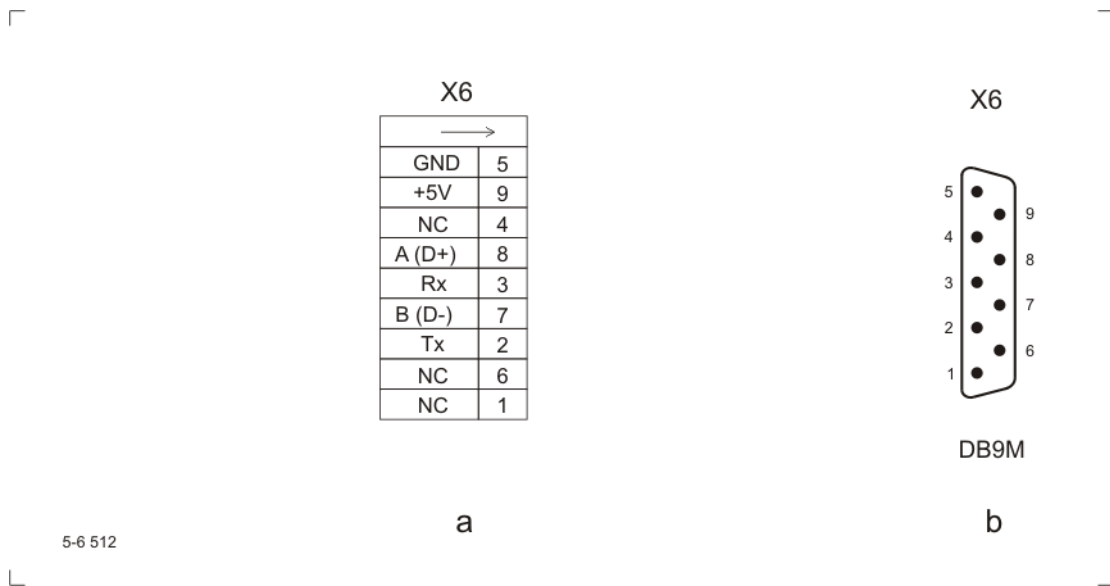 X6
GND 5
+5V 9
NC 4
A (D+) 8
Rx 3
B (D-) 7
Tx 2
NC 6
NC 1
a
X6
5
9
4
8
3
7
2
6
1
DB9M
b
5-6 512